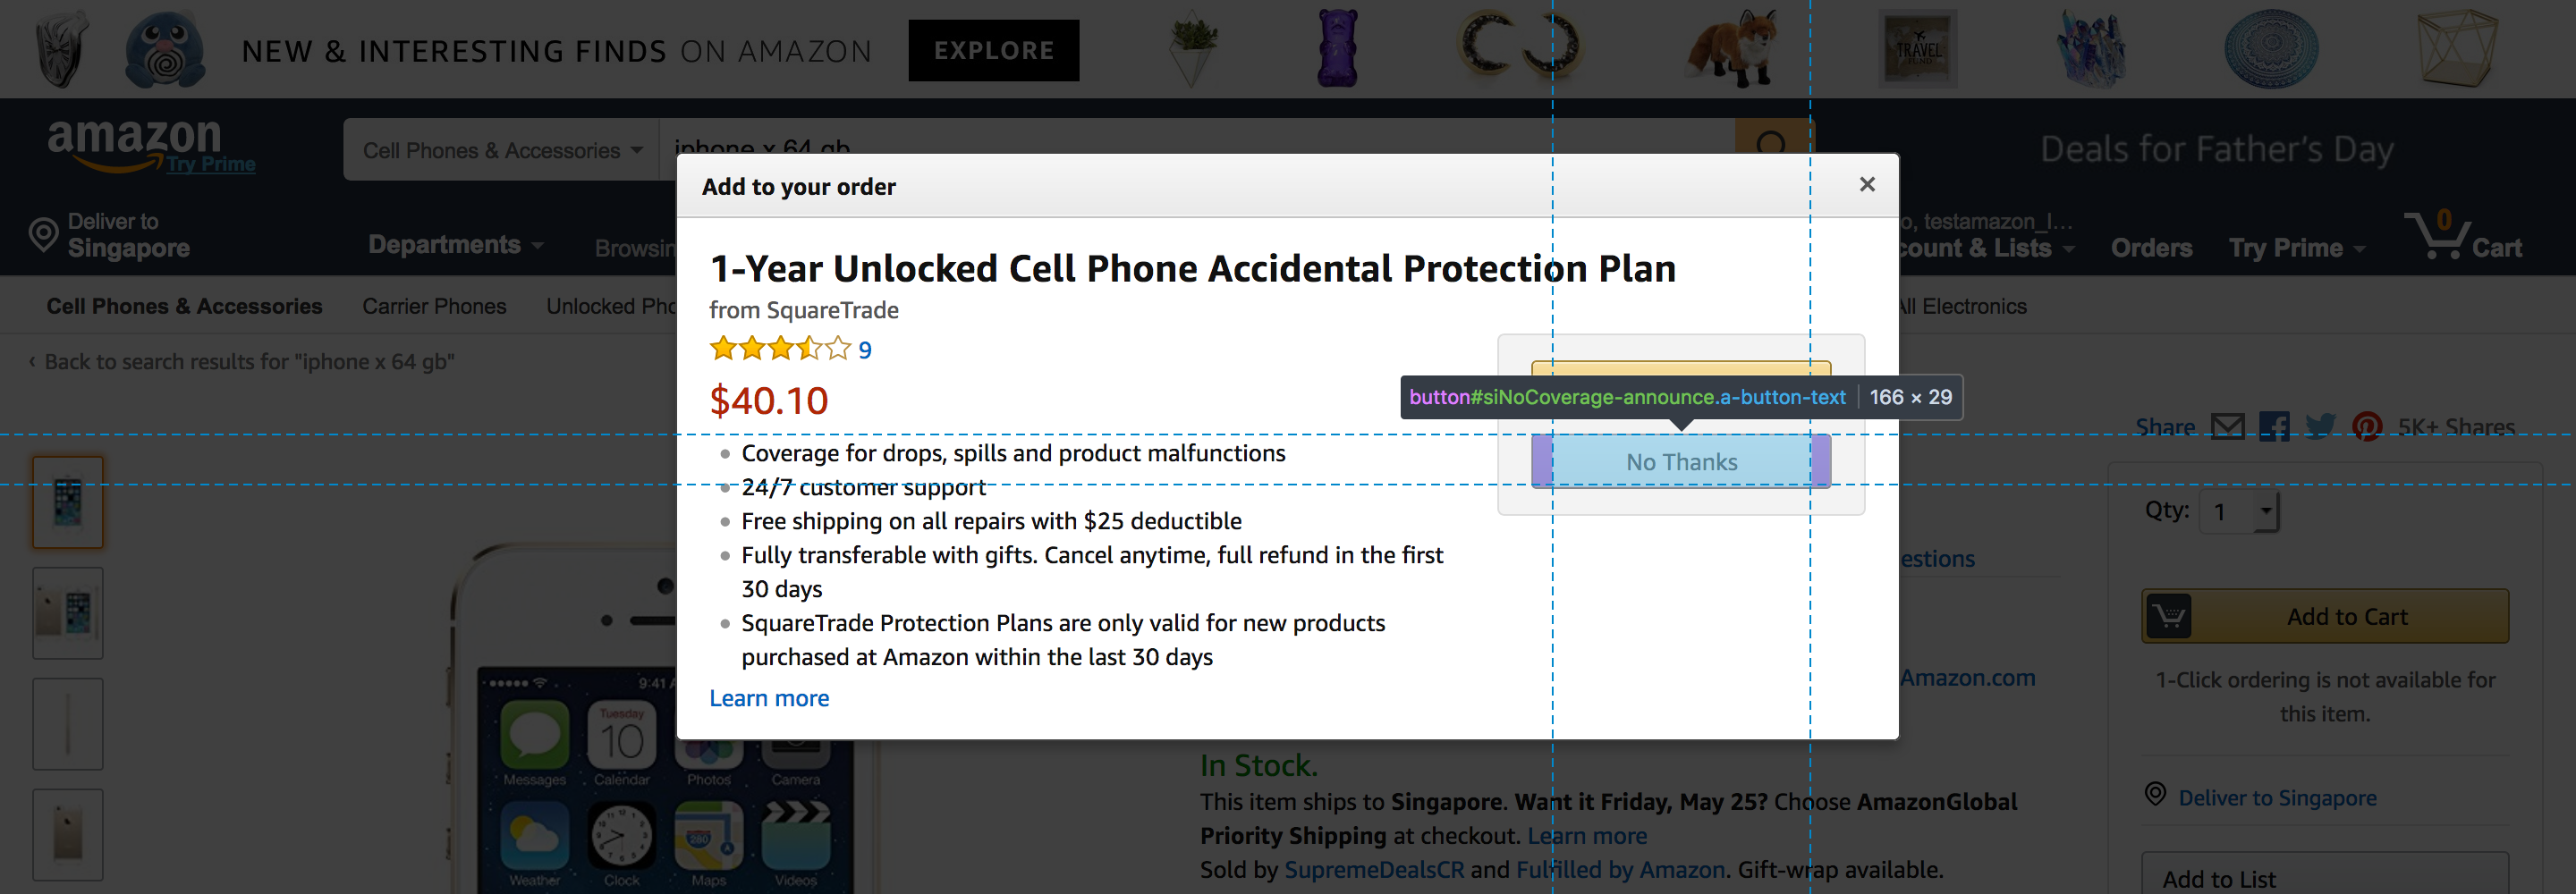 NEW & INTERESTING FINDS ON AMAZON
EXPLORE
TRAVEL FUND
amazon
Try Prime
Cell Phones & Accessories
iphone x 64 gb
Deals for Father's Day
Deliver to
Singapore
Departments
Browsin
o, testamazon_l...
count & Lists
Orders
Try Prime
0
Cart
Cell Phones & Accessories
Carrier Phones
Unlocked Pho
All Electronics
‹ Back to search results for "iphone x 64 gb"
Add to your order
×
1-Year Unlocked Cell Phone Accidental Protection Plan
from SquareTrade
9
$40.10
Coverage for drops, spills and product malfunctions
24/7 customer support
Free shipping on all repairs with $25 deductible
Fully transferable with gifts. Cancel anytime, full refund in the first
30 days
SquareTrade Protection Plans are only valid for new products
purchased at Amazon within the last 30 days
Learn more
button#siNoCoverage-announce.a-button-text
166 × 29
No Thanks
Share
5K+ Shares
Qty: 1
estions
Add to Cart
Amazon.com
1-Click ordering is not available for
this item.
Deliver to Singapore
Add to List
9:41 A
Tuesday
10
Messages
Calendar
Photos
Camera
280
Weather
Clock
Maps
Videos
In Stock.
This item ships to Singapore. Want it Friday, May 25? Choose AmazonGlobal
Priority Shipping at checkout. Learn more
Sold by SupremeDealsCR and Fulfilled by Amazon. Gift-wrap available.